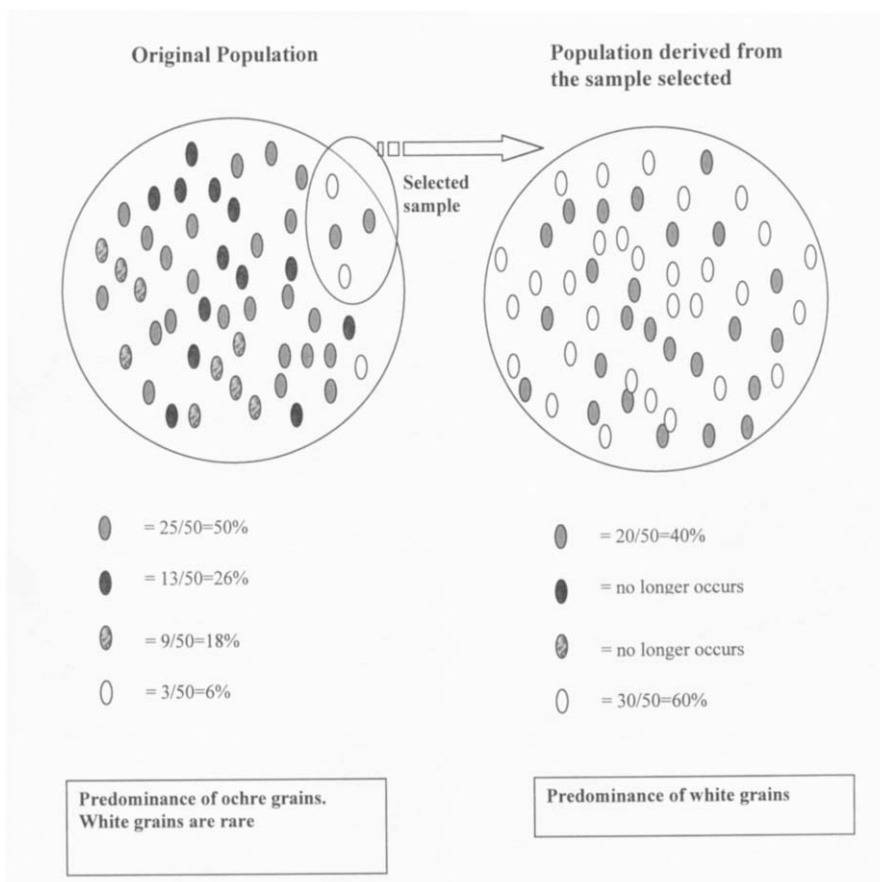 Original Population
Population derived from
the sample selected
Selected
sample
= 25/50=50%
= 13/50=26%
= 9/50=18%
= 3/50=6%
= 20/50=40%
= no longer occurs
= no longer occurs
= 30/50=60%
Predominance of ochre grains.
White grains are rare
Predominance of white grains